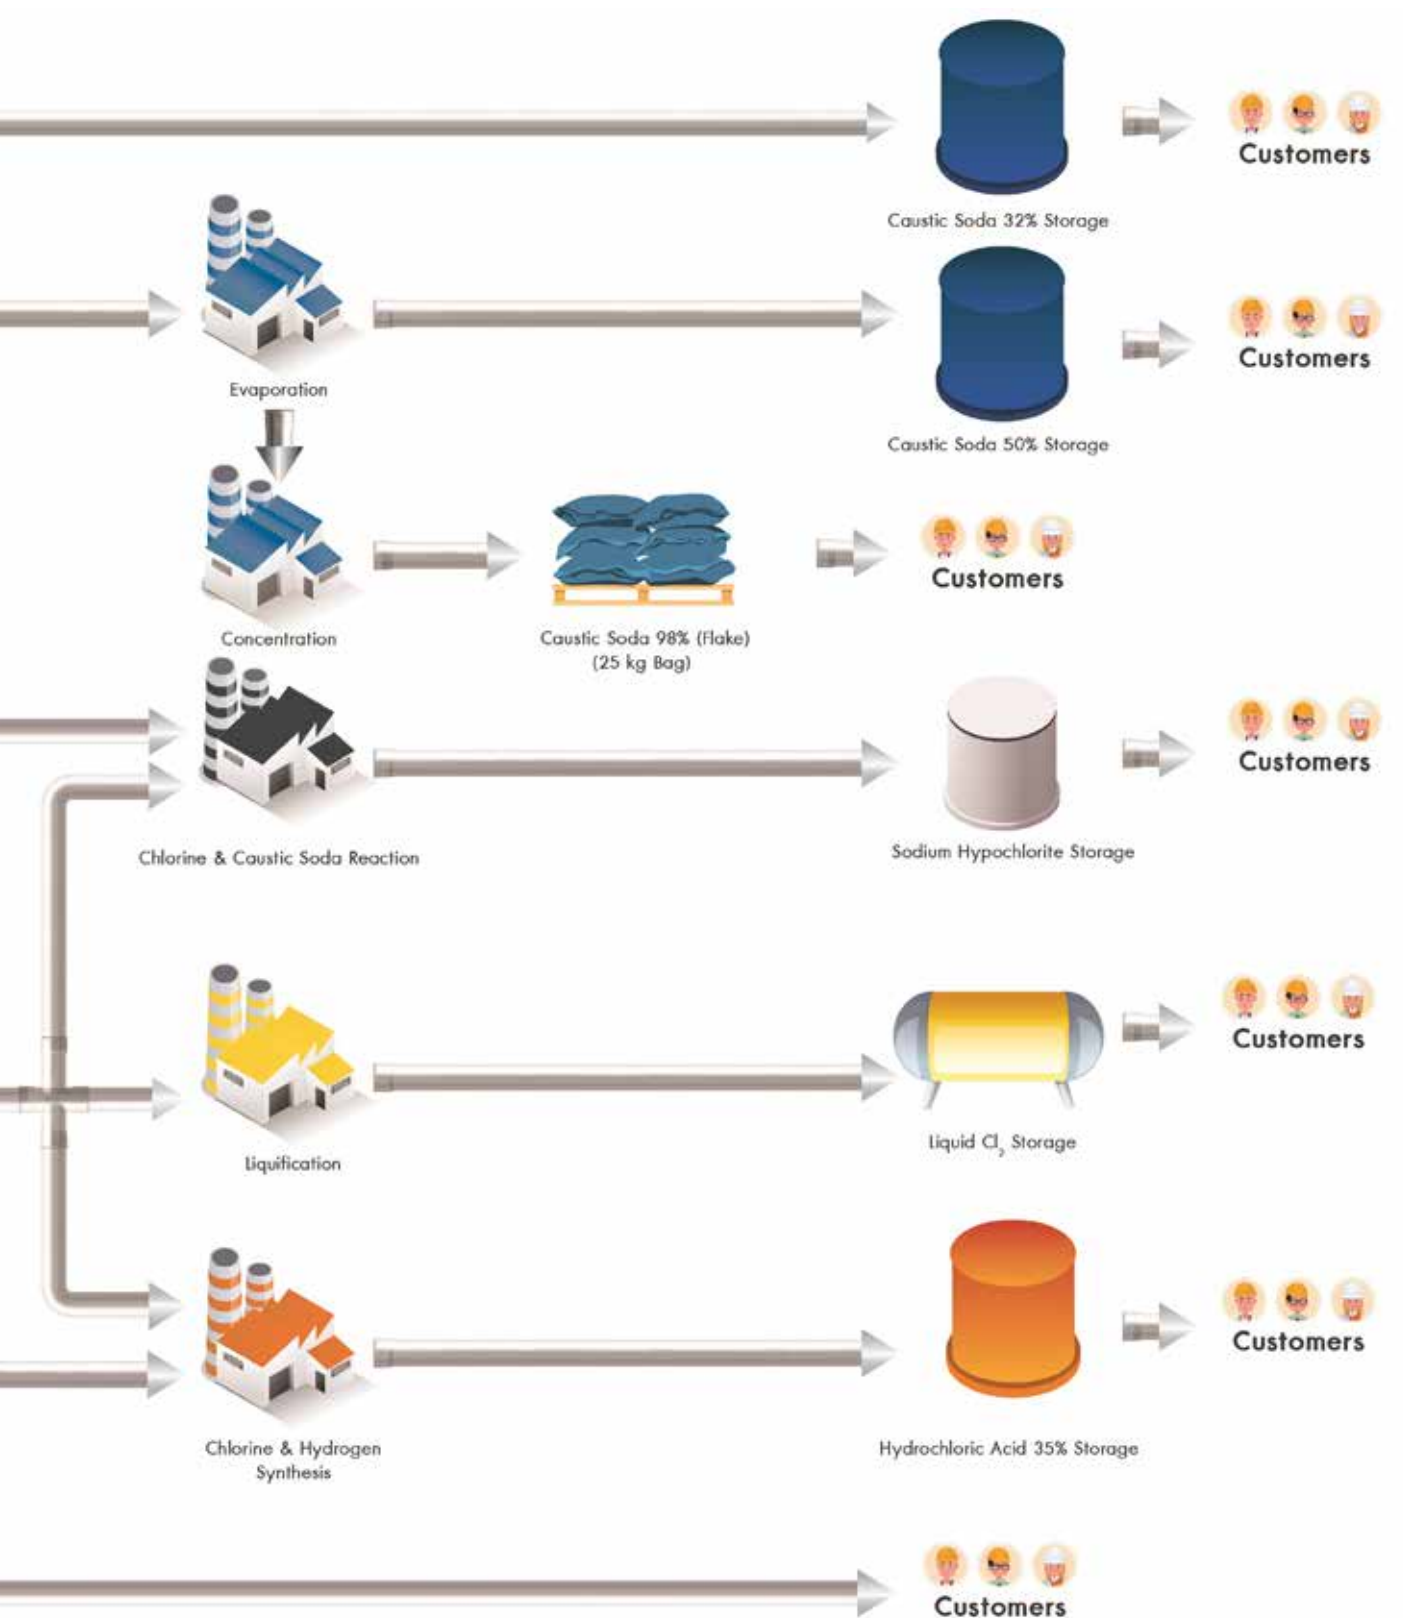 Customers
Caustic Soda 32% Storage
Customers
Evaporation
Caustic Soda 50% Storage
Customers
Concentration
Caustic Soda 98% (Flake)
(25 kg Bag)
Customers
Chlorine & Caustic Soda Reaction
Sodium Hypochlorite Storage
Customers
Liquification
Liquid Cl₂ Storage
Customers
Chlorine & Hydrogen
Synthesis
Hydrochloric Acid 35% Storage
Customers